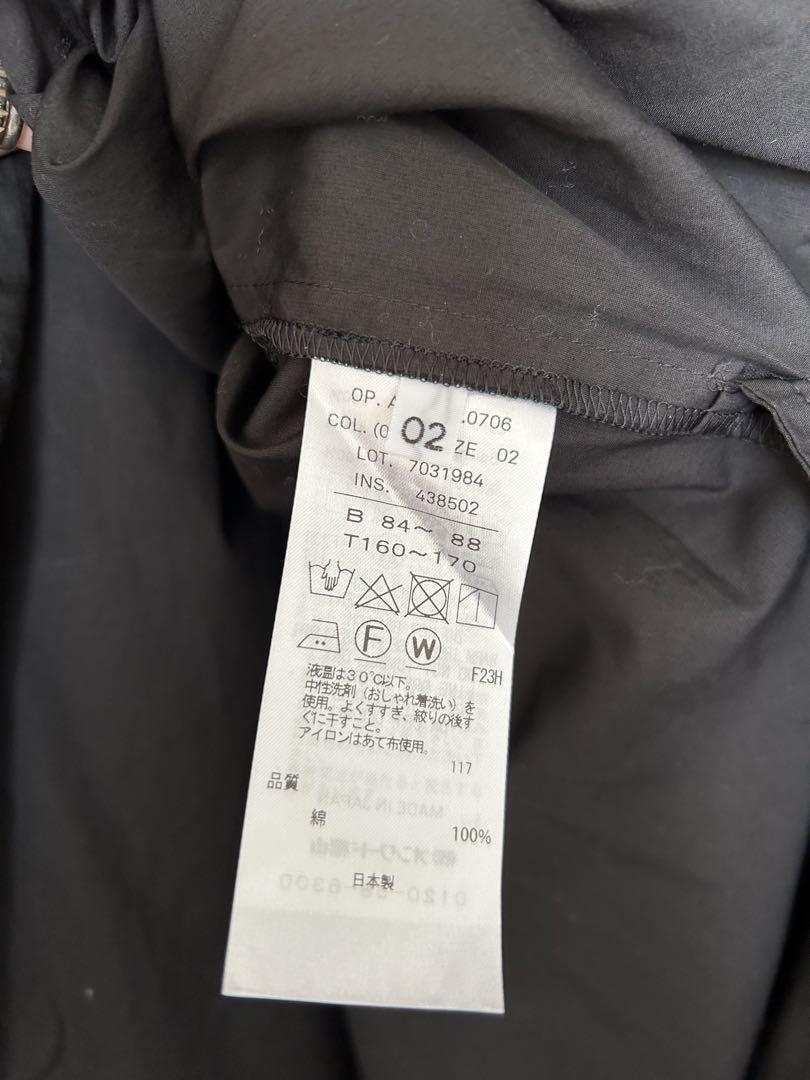 OP. A .0706
02
COL. (0 ZE 02
LOT. 7031984
INS. 438502
B 84～ 88
T160～170
F W
F23H
液温は30℃以下。
中性洗剤（おしゃれ着洗い）を
使用。よくすすぎ、絞りの後す
ぐに干すこと。
アイロンはあて布使用。
117
品質
綿 100%
日本製
MADE IN JAPAN